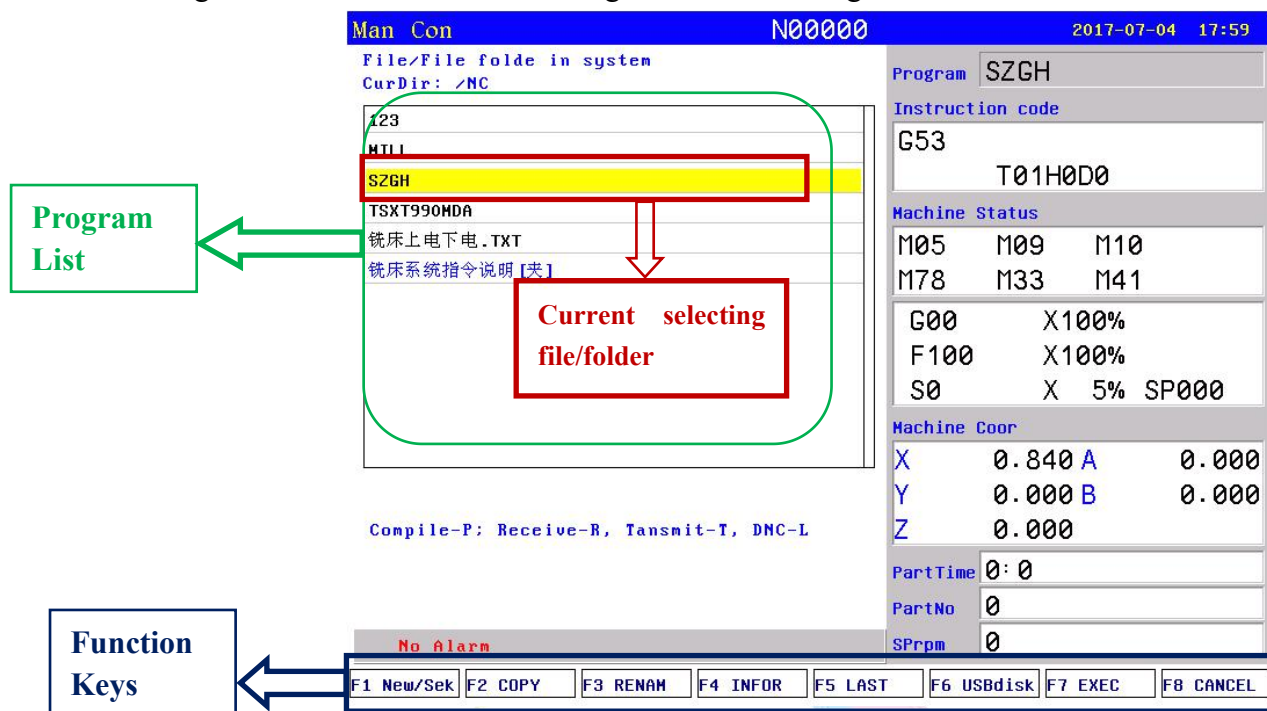 Man Con N00000 2017-07-04 17:59
File/File folde in system
CurDir: /NC
123
MILL
SZGH
TSXT990MDA
铣床上电下电.TXT
铣床系统指令说明[夹]
Program
List
Current selecting
file/folder
Compile-P; Receive-R, Tansmit-T, DNC-L
No Alarm
Program SZGH
Instruction code
G53
T01H0D0
Machine Status
M05 M09 M10
M78 M33 M41
G00 X100%
F100 X100%
S0 X 5% SP000
Machine Coor
X 0.840 A 0.000
Y 0.000 B 0.000
Z 0.000
PartTime 0:0
PartNo 0
SPrpm 0
Function
Keys
F1 New/Sek F2 COPY F3 RENAM F4 INFOR F5 LAST F6 USBdisk F7 EXEC F8 CANCEL